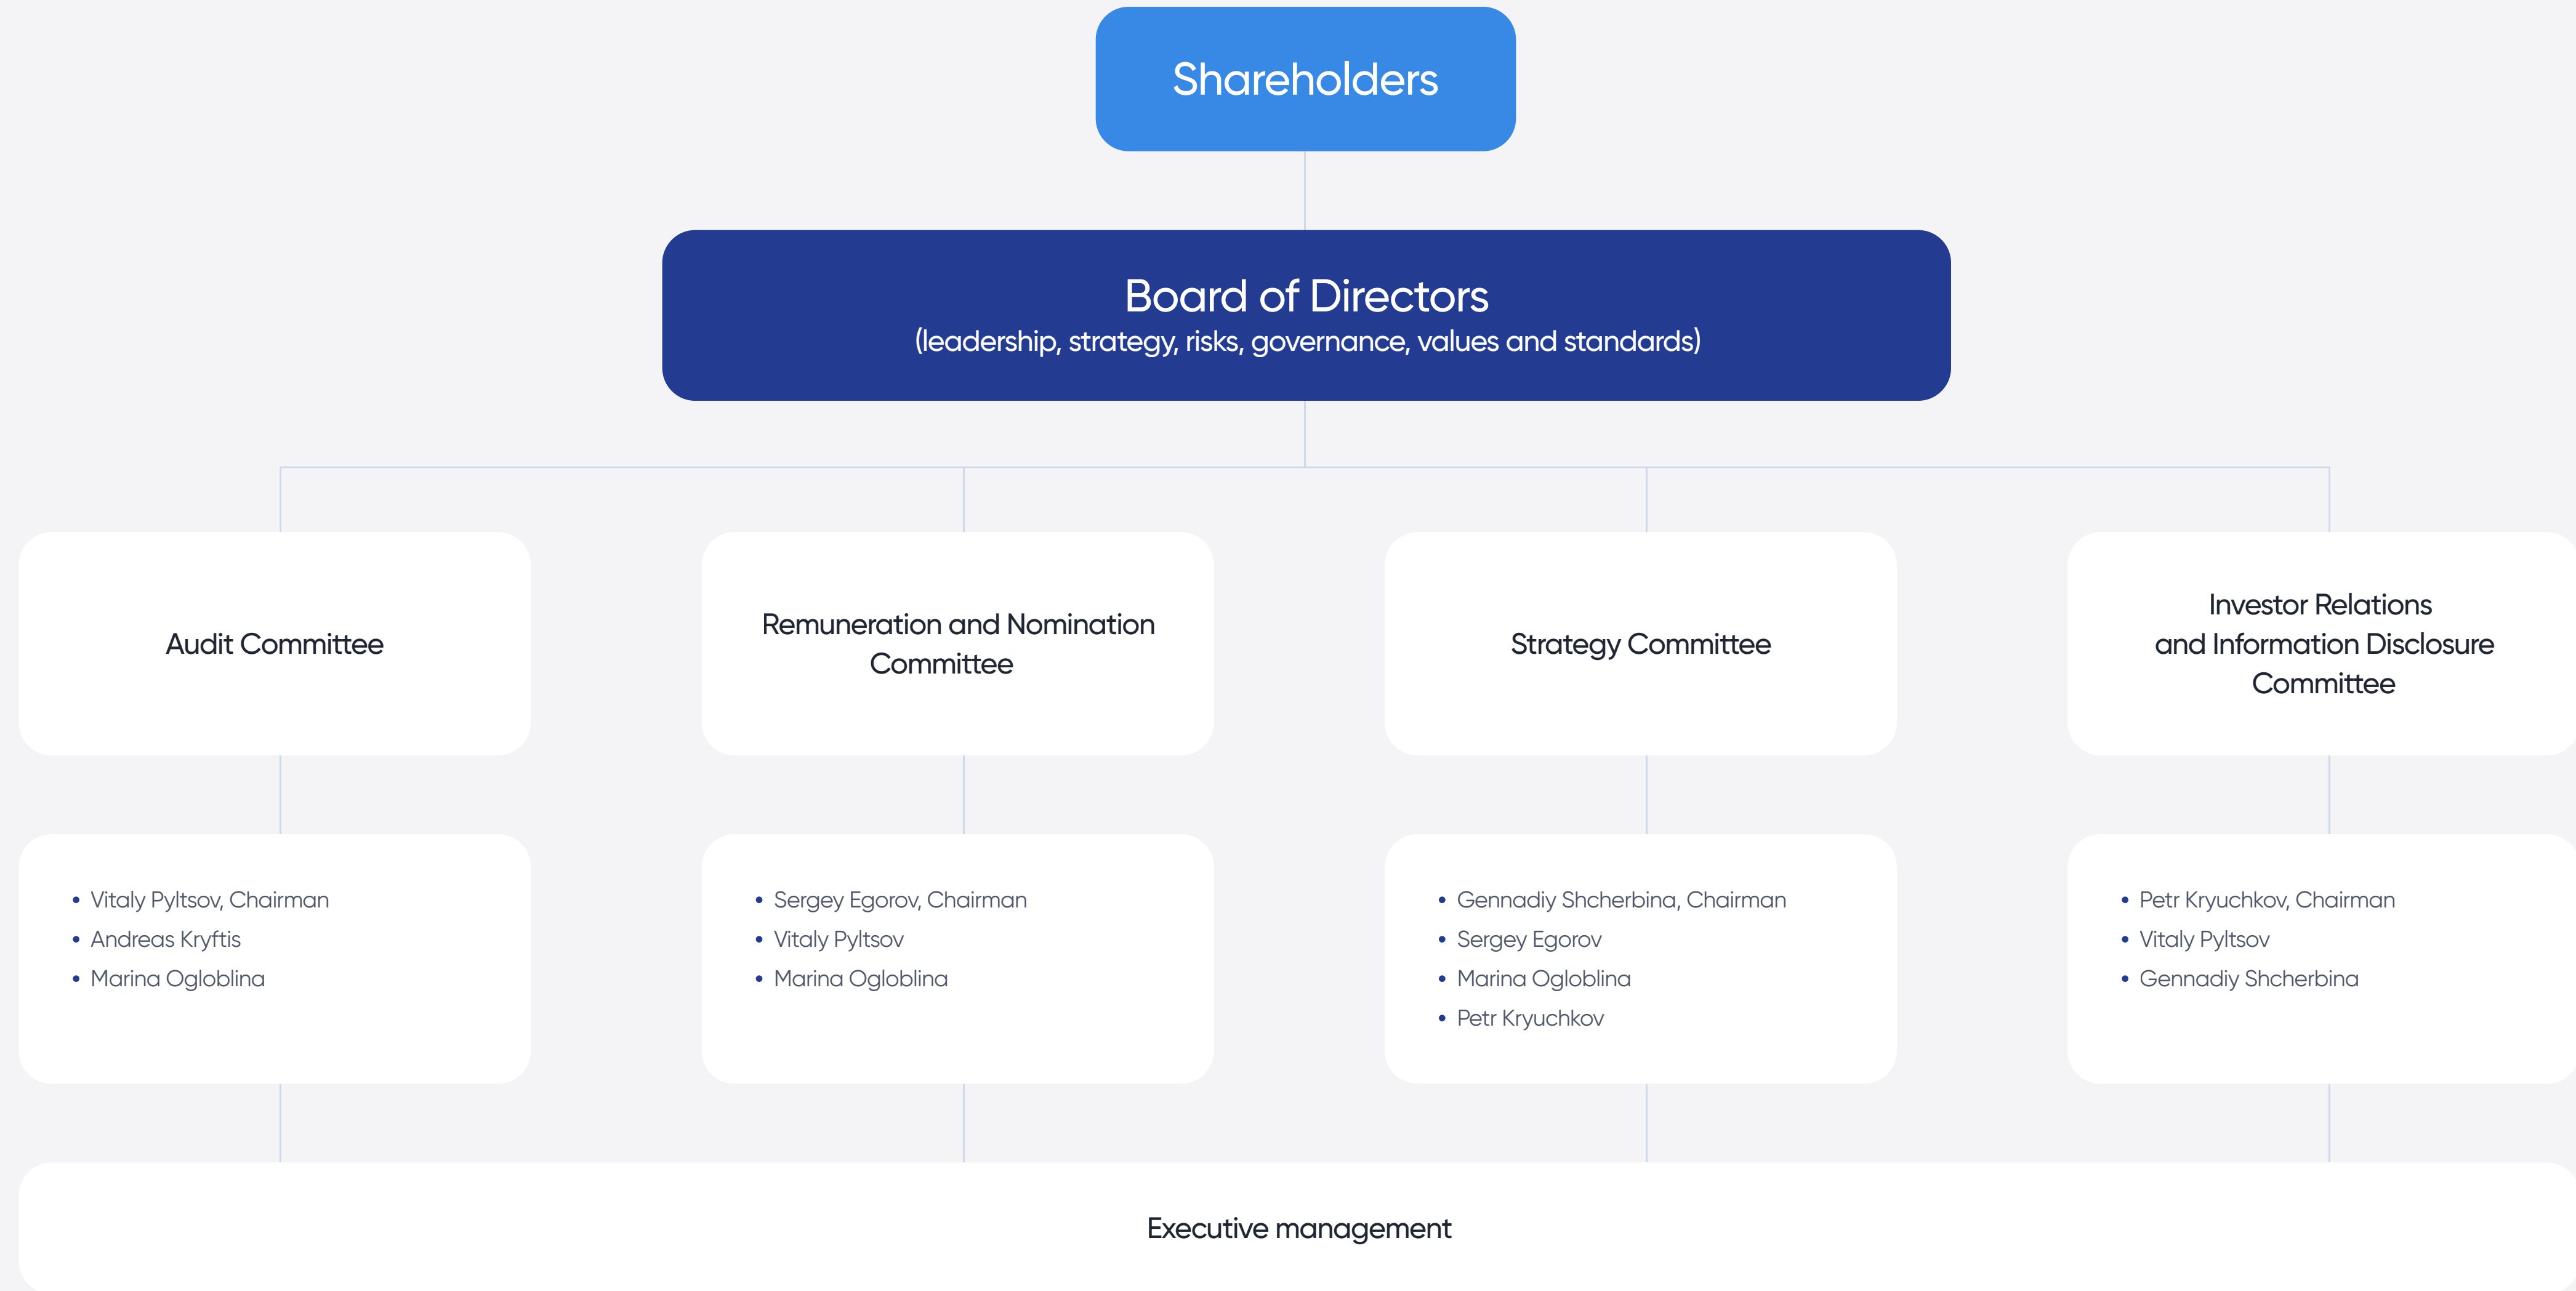 Shareholders
Board of Directors
(leadership, strategy, risks, governance, values and standards)
Audit Committee
Remuneration and Nomination
Committee
Strategy Committee
Investor Relations
and Information Disclosure
Committee
• Vitaly Pyltsov, Chairman
• Andreas Kryftis
• Marina Ogloblina
• Sergey Egorov, Chairman
• Vitaly Pyltsov
• Marina Ogloblina
• Gennadiy Shcherbina, Chairman
• Sergey Egorov
• Marina Ogloblina
• Petr Kryuchkov
• Petr Kryuchkov, Chairman
• Vitaly Pyltsov
• Gennadiy Shcherbina
Executive management